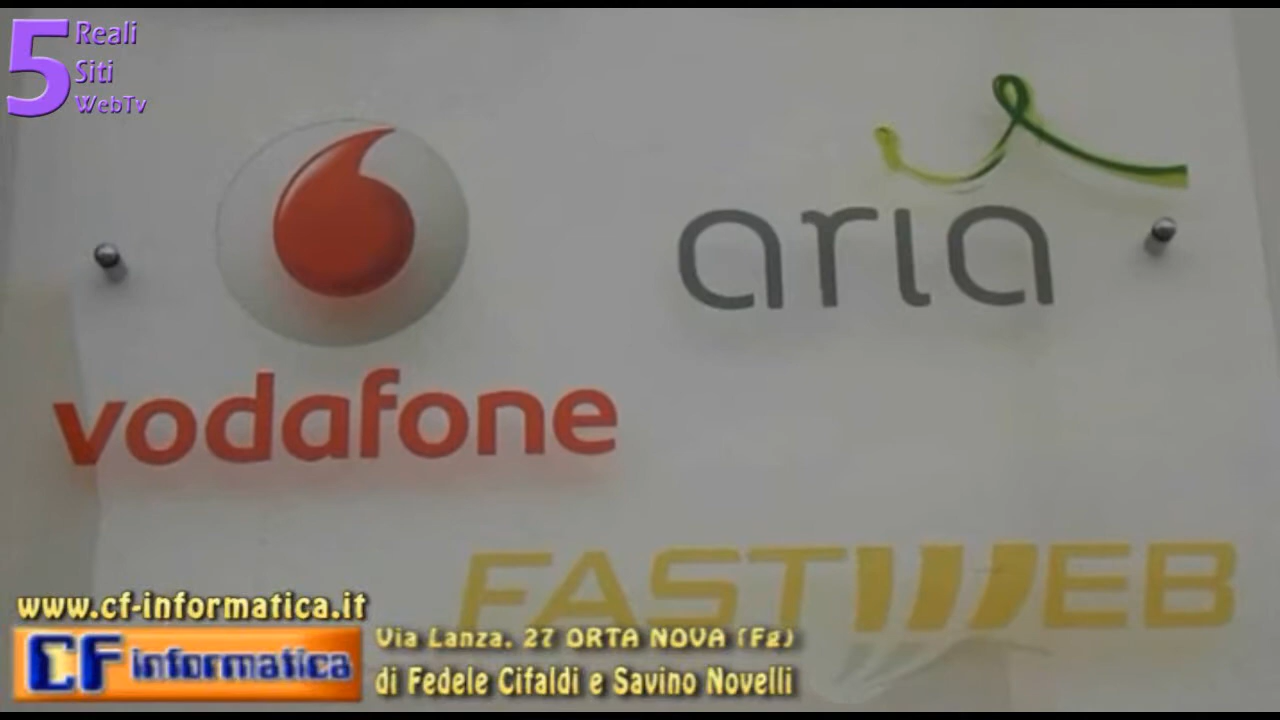 5 Reali
Siti
WebTv
aria
vodafone
FASTWEB
www.cf-informatica.it
CF informatica
Via Lanza, 27 ORTA NOVA (Fg)
di Fedele Cifaldi e Savino Novelli